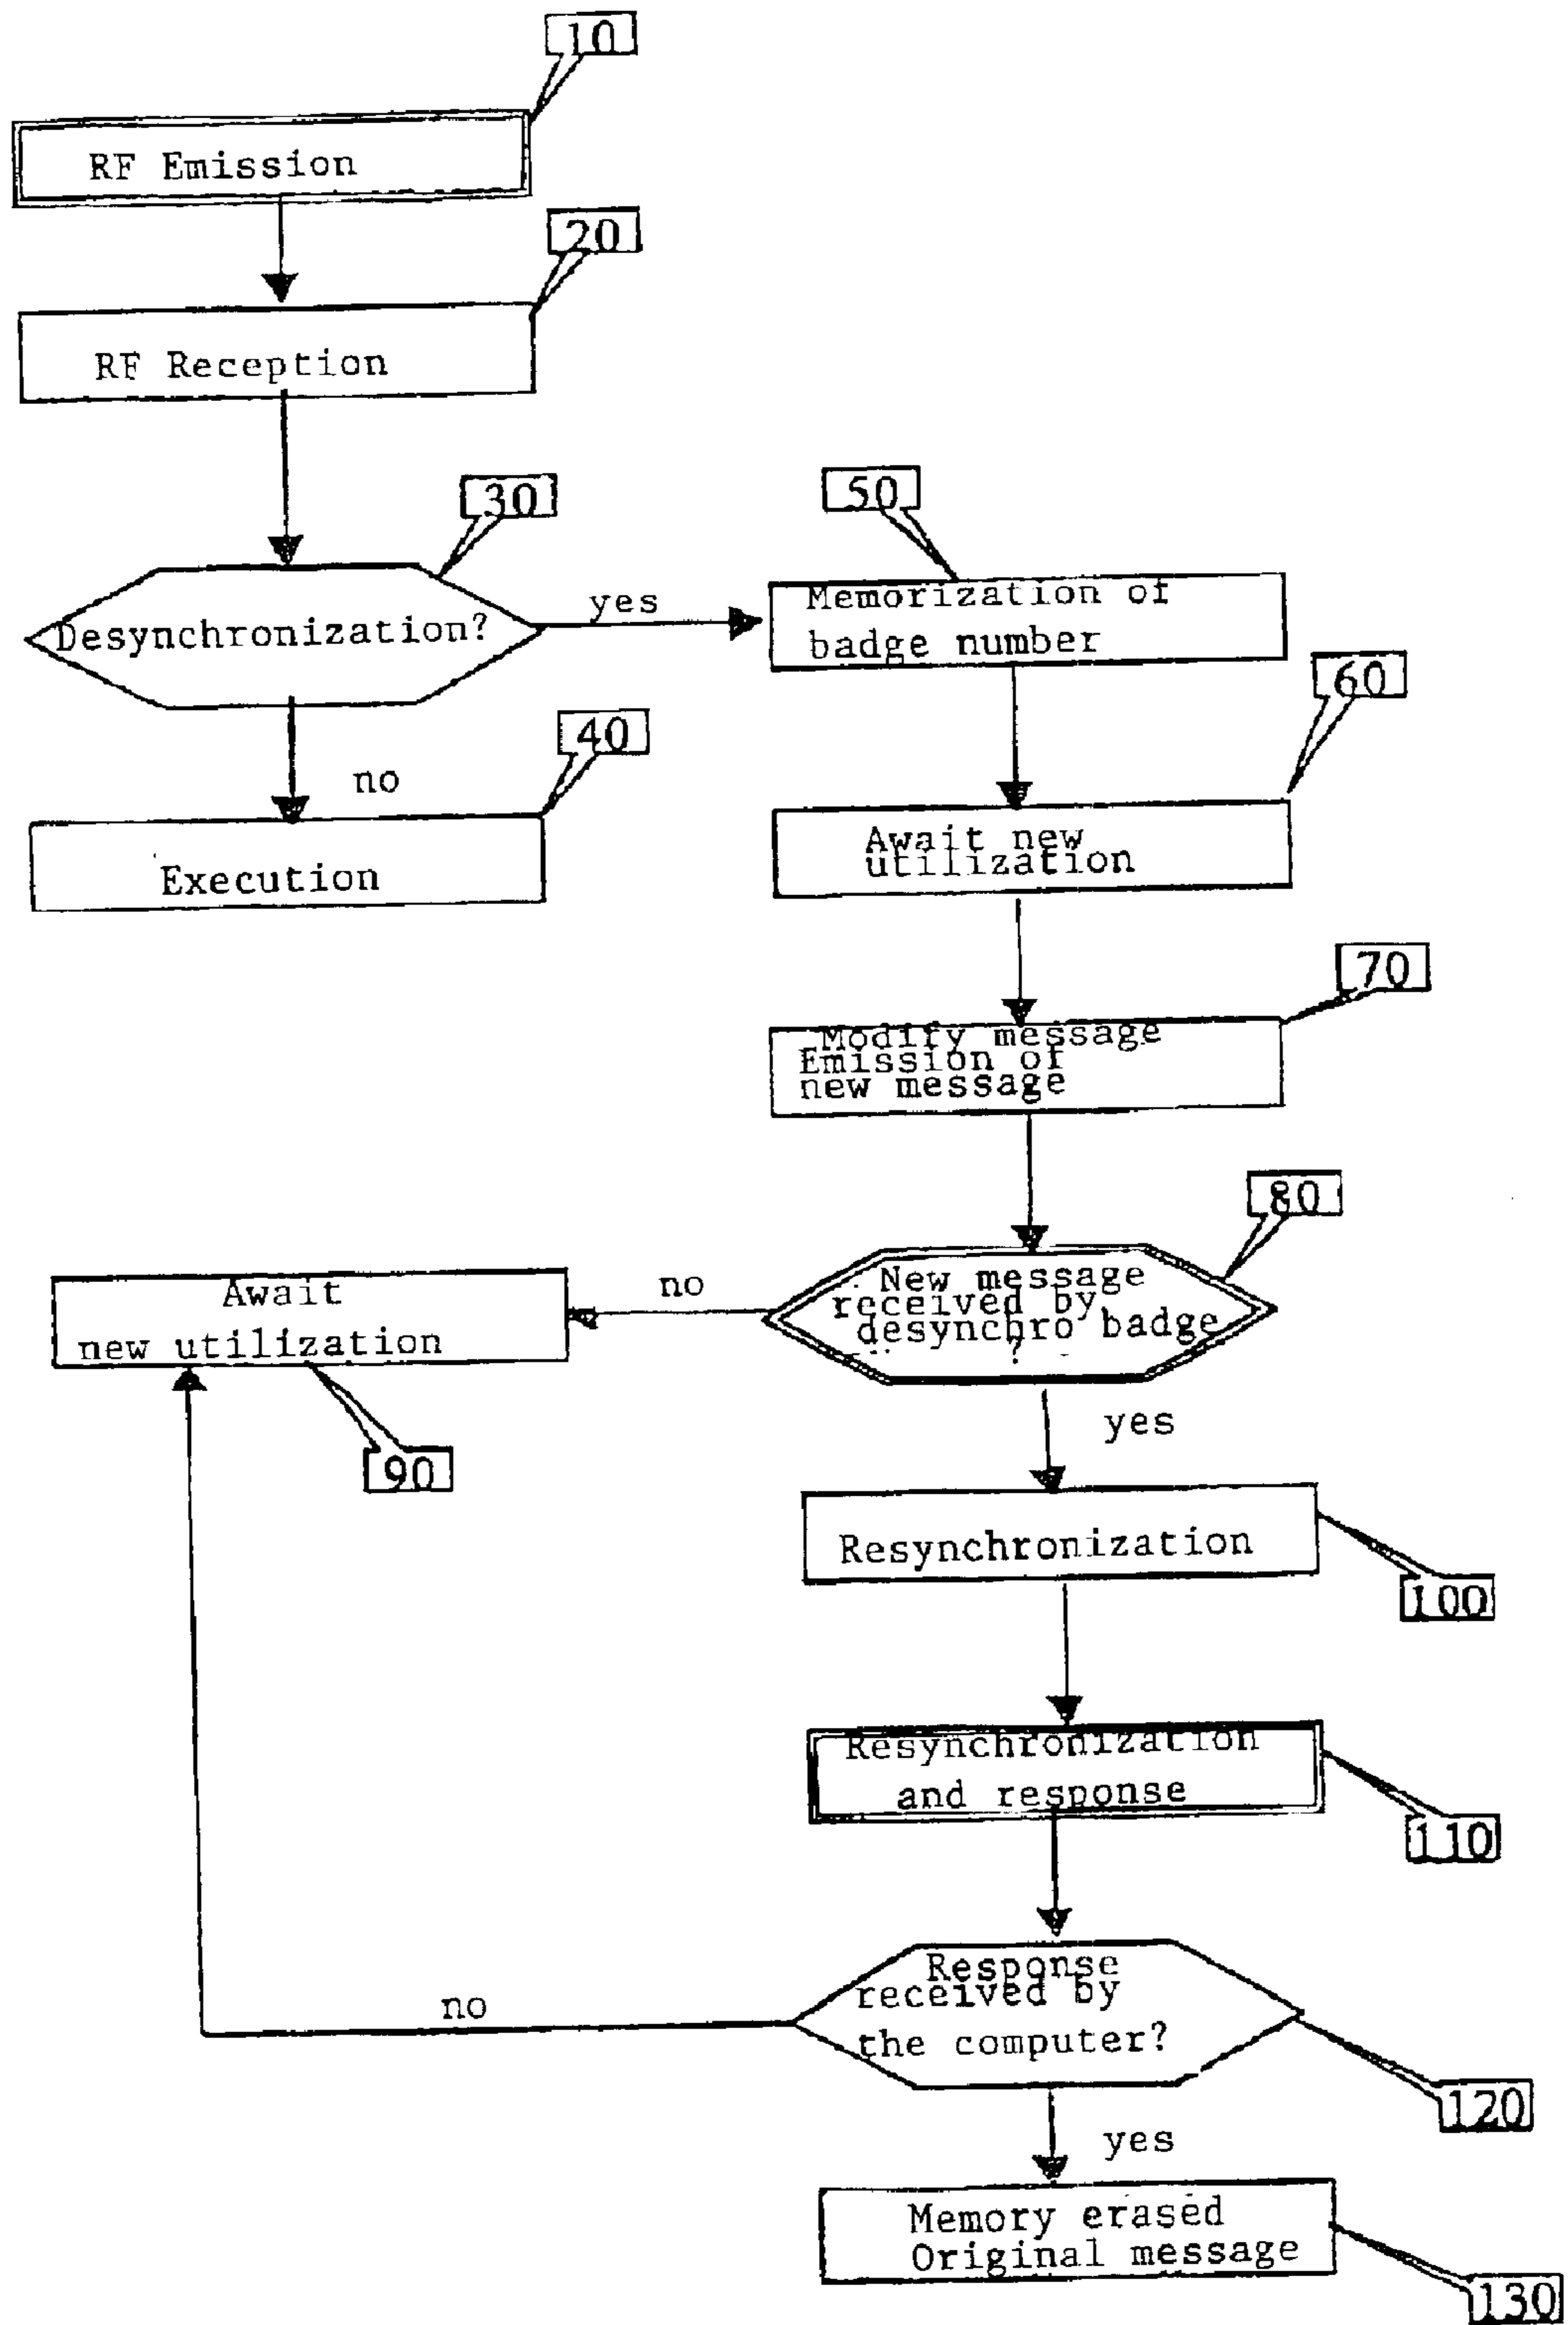 10
RF Emission
20
RF Reception
30
Desynchronization?
yes
no
40
Execution
50
Memorization of
badge number
60
Await new
utilization
70
Modify message
Emission of
new message
80
New message
received by
desynchro badge
?
no
Await
new utilization
90
yes
Resynchronization
100
Resynchronization
and response
110
Response
received by
the computer?
120
no
yes
Memory erased
Original message
130